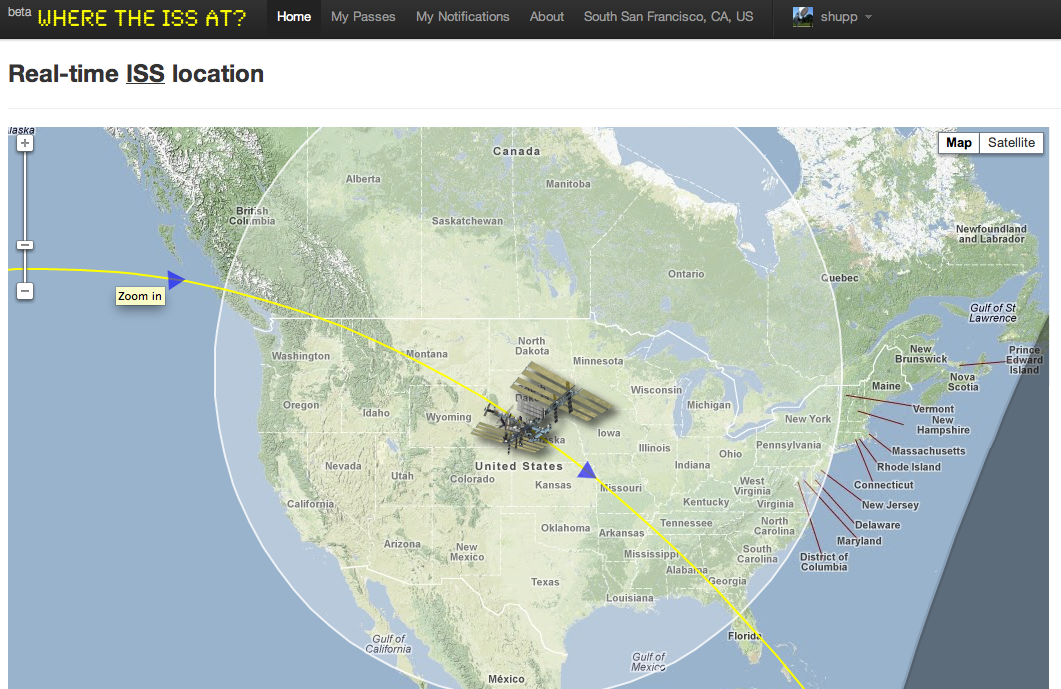 beta WHERE THE ISS AT?
Home
My Passes
My Notifications
About
South San Francisco, CA, US
shupp
Real-time ISS location
Map
Satellite
Zoom in
Canada
Alberta
Manitoba
British
Columbia
Saskatchewan
Newfoundland
and Labrador
Ontario
Quebec
Gulf of St
Lawrence
North
Dakota
New
Brunswick
Prince
Edward
Island
Washington
Montana
Minnesota
Nova
Scotia
Maine
Wisconsin
Oregon
Idaho
Wyoming
Michigan
Vermont
New
Hampshire
New York
Iowa
Illinois
Pennsylvania
Massachusetts
Ohio
Indiana
Rhode Island
United States
Nevada
Utah
Colorado
Kansas
Missouri
West
Virginia
Connecticut
California
Kentucky
Virginia
New Jersey
Delaware
Maryland
District of
Columbia
Oklahoma
Arkansas
Tennessee
North
Carolina
Arizona
New
Mexico
Mississippi
South
Carolina
Texas
Alabama
Georgia
Louisiana
Florida
Gulf of
California
Gulf of
Mexico
México